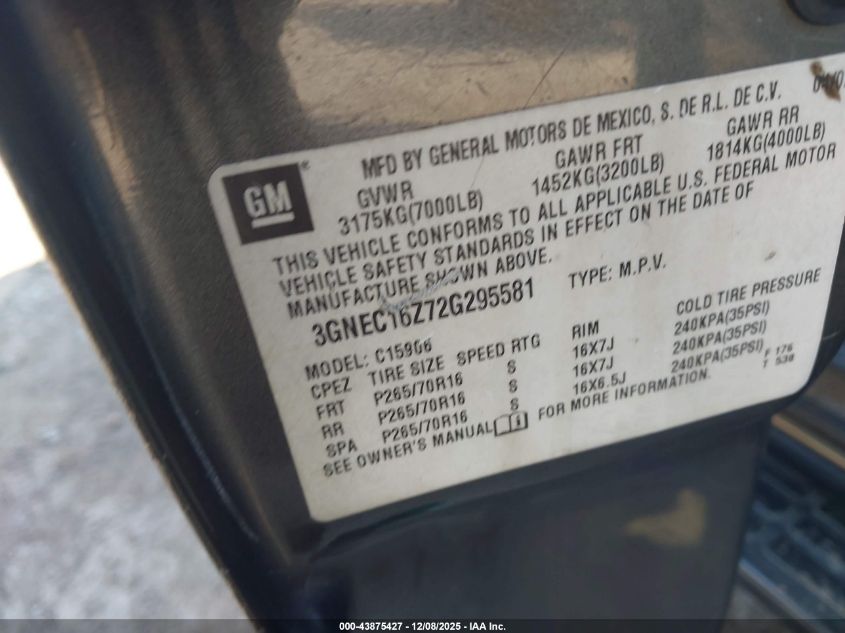 GM ®
MFD BY GENERAL MOTORS DE MEXICO, S. DE R.L. DE C.V.
GVWR GAWR FRT GAWR RR
3175KG(7000LB) 1452KG(3200LB) 1814KG(4000LB)
THIS VEHICLE CONFORMS TO ALL APPLICABLE U.S. FEDERAL MOTOR
VEHICLE SAFETY STANDARDS IN EFFECT ON THE DATE OF
MANUFACTURE SHOWN ABOVE.
3GNEC16Z72G295581 TYPE: M.P.V.
MODEL: C15906
CPEZ TIRE SIZE SPEED RTG RIM COLD TIRE PRESSURE
FRT P265/70R16 S 16X7J 240KPA(35PSI)
RR P265/70R16 S 16X7J 240KPA(35PSI)
SPA P265/70R16 S 16X6.5J 240KPA(35PSI)
SEE OWNER'S MANUAL FOR MORE INFORMATION.
F 176
T 530
000-43875427 - 12/08/2025 - IAA Inc.